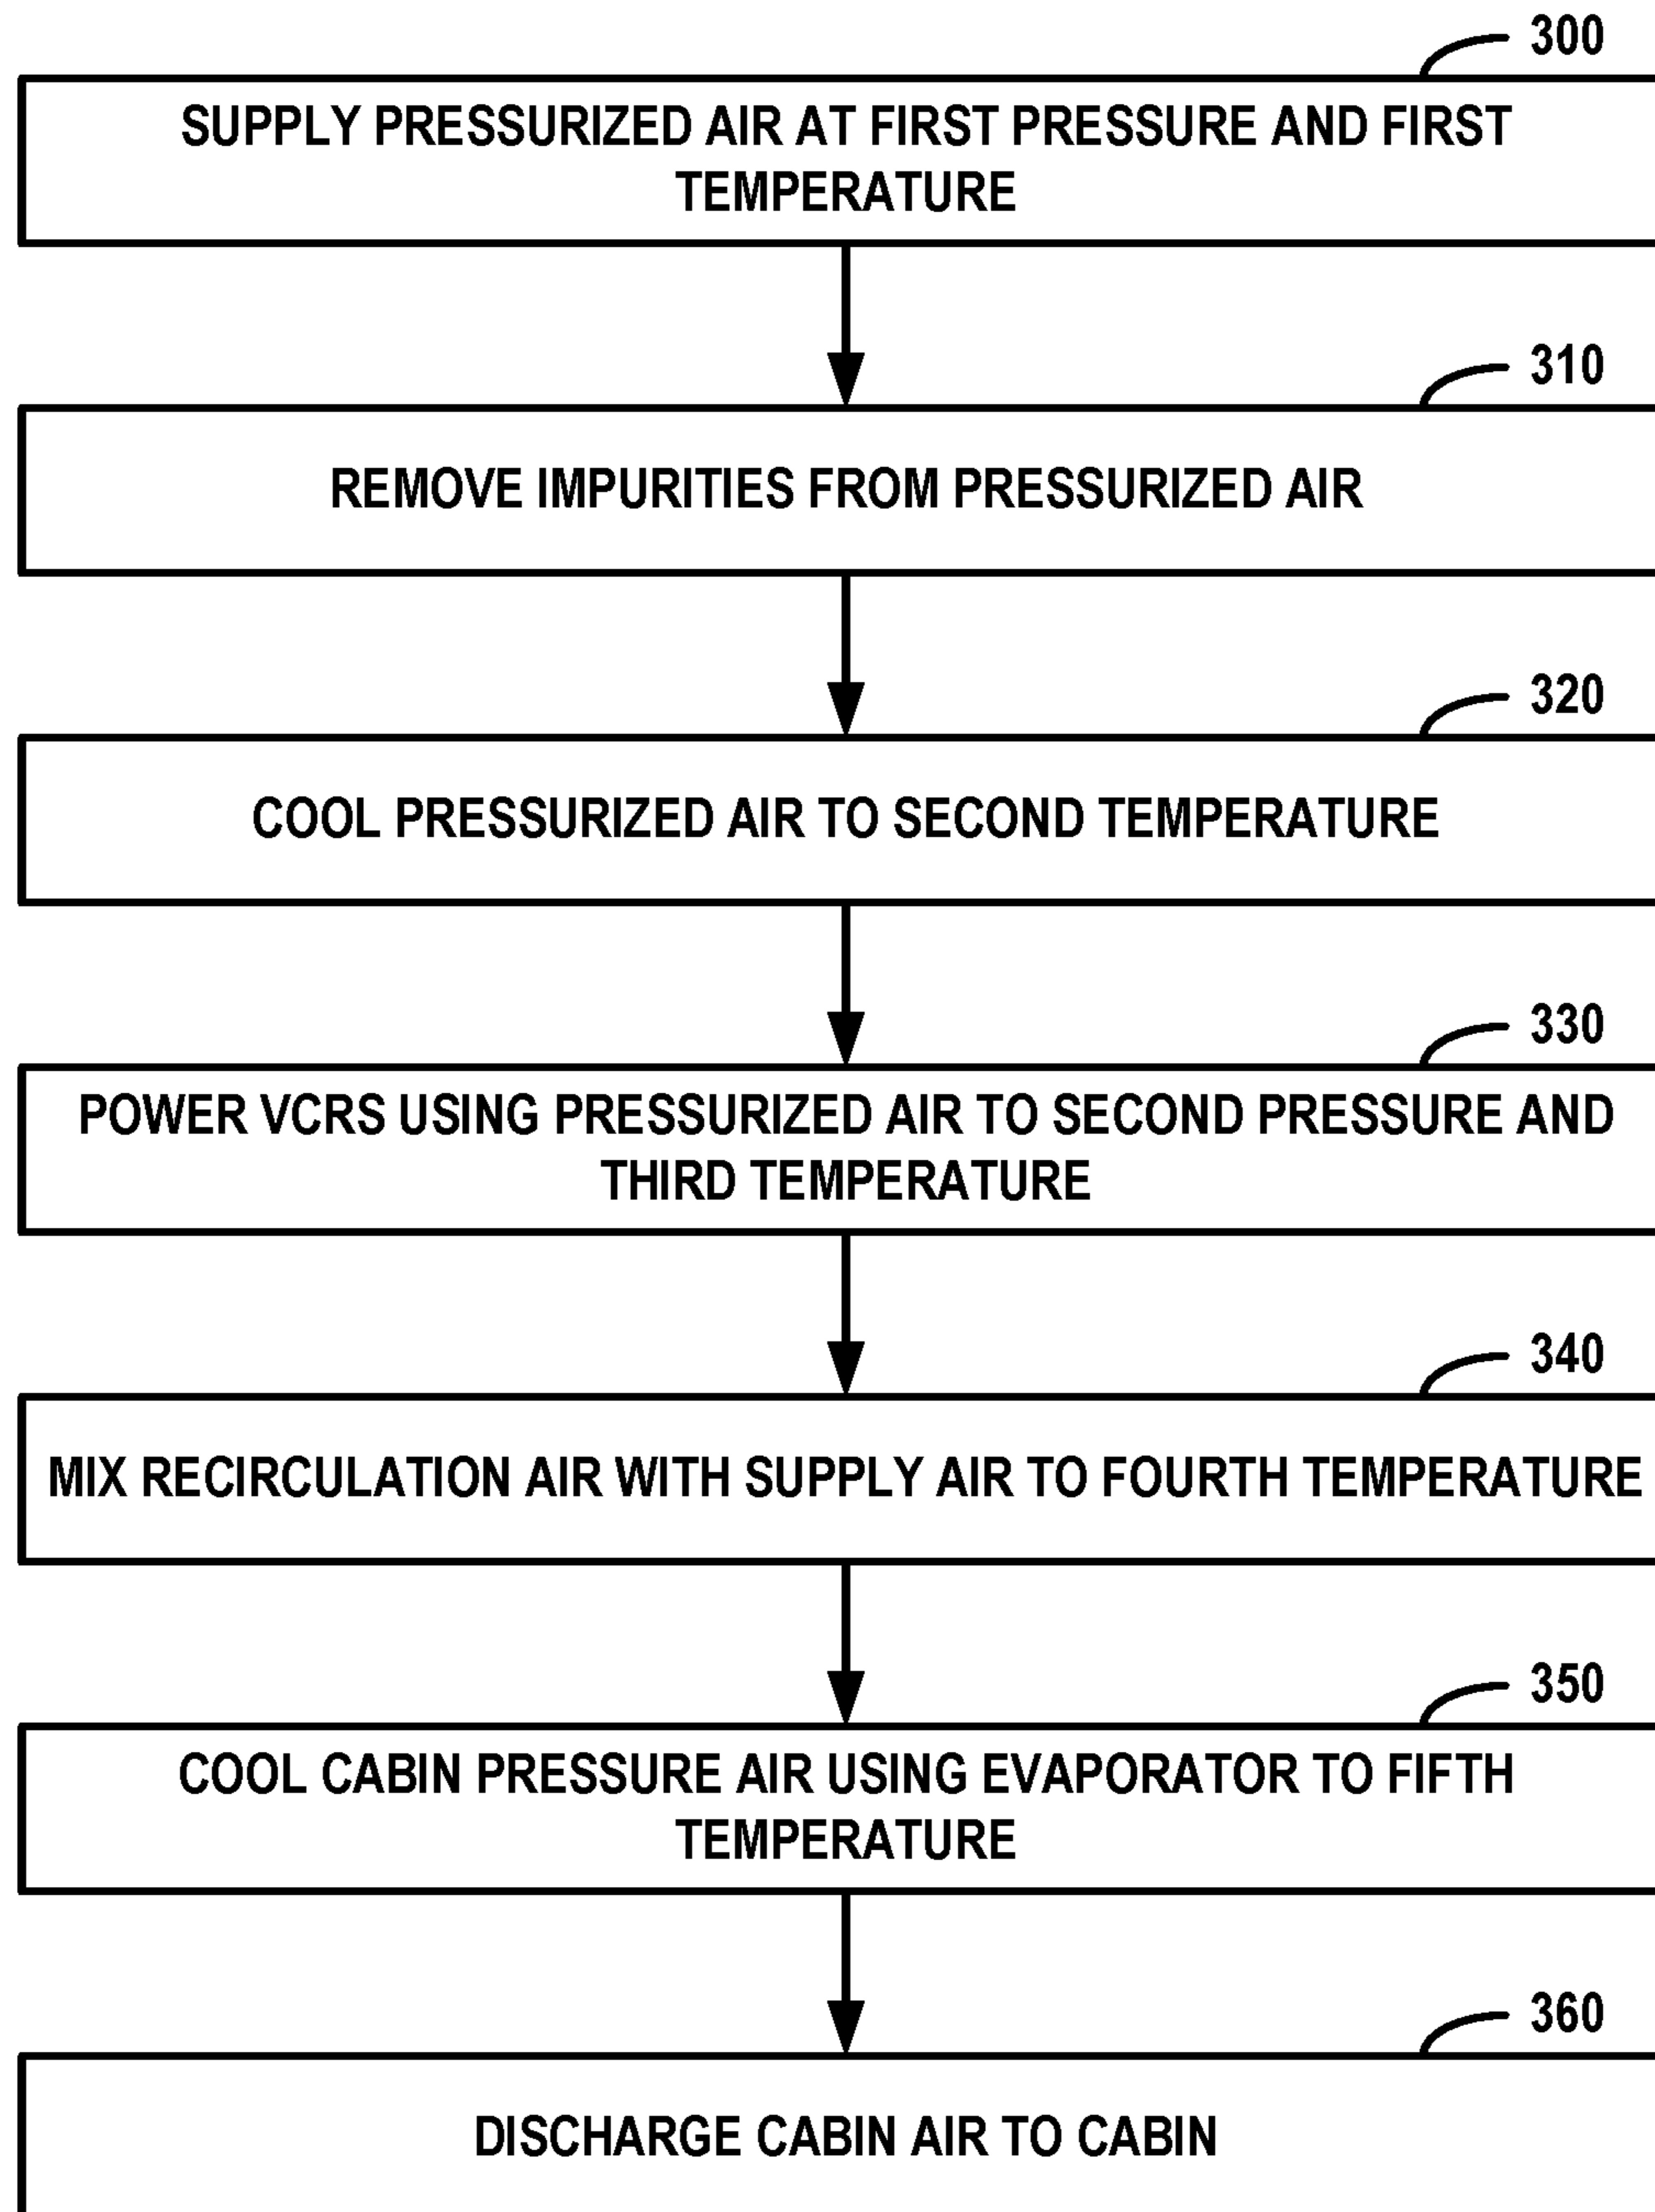 300
SUPPLY PRESSURIZED AIR AT FIRST PRESSURE AND FIRST
TEMPERATURE
310
REMOVE IMPURITIES FROM PRESSURIZED AIR
320
COOL PRESSURIZED AIR TO SECOND TEMPERATURE
330
POWER VCRS USING PRESSURIZED AIR TO SECOND PRESSURE AND
THIRD TEMPERATURE
340
MIX RECIRCULATION AIR WITH SUPPLY AIR TO FOURTH TEMPERATURE
350
COOL CABIN PRESSURE AIR USING EVAPORATOR TO FIFTH
TEMPERATURE
360
DISCHARGE CABIN AIR TO CABIN